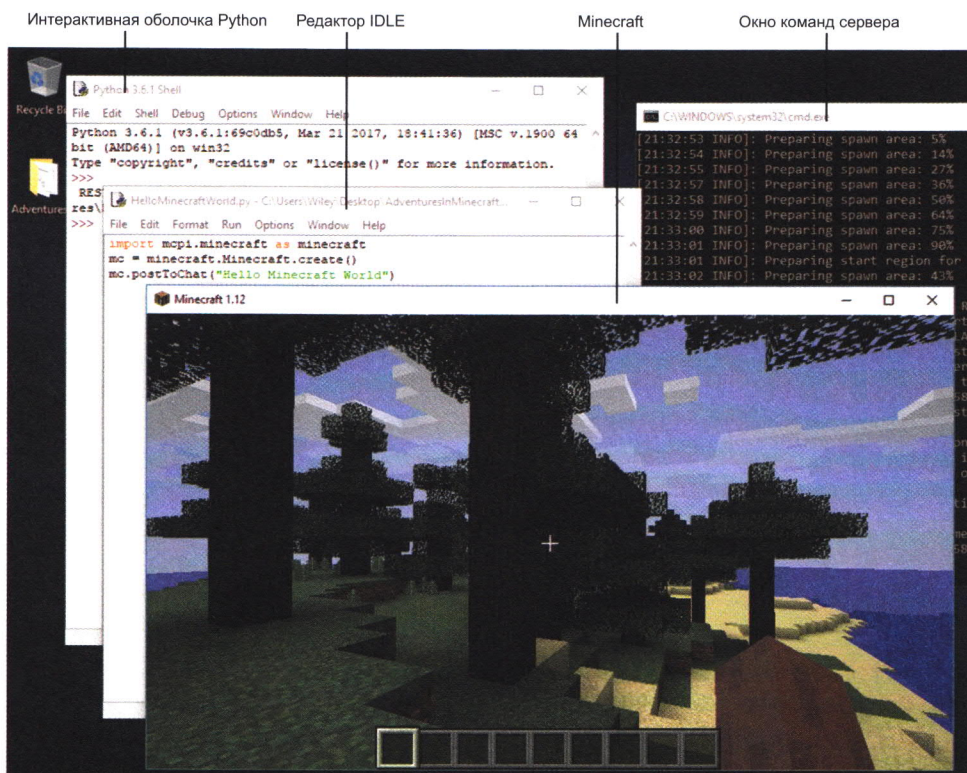 Интерактивная оболочка Python
Редактор IDLE
Minecraft
Окно команд сервера
Recycle
Adventures
Python 3.6.1 Shell
File Edit Shell Debug Options Window Help
Python 3.6.1 (v3.6.1:69c0db5, Mar 21 2017, 18:41:36) [MSC v.1900 64
bit (AMD64)] on win32
Type "copyright", "credits" or "license()" for more information.
>>>
RES
res\
>>>
HelloMinecraftWorld.py - C:\Users\Wiley\Desktop\AdventuresInMinecraft...
File Edit Format Run Options Window Help
import mcpi.minecraft as minecraft
mc = minecraft.Minecraft.create()
mc.postToChat("Hello Minecraft World")
Minecraft 1.12
C:\WINDOWS\system32\cmd.exe
[21:32:53 INFO]: Preparing spawn area: 5%
[21:32:54 INFO]: Preparing spawn area: 14%
[21:32:55 INFO]: Preparing spawn area: 27%
[21:32:57 INFO]: Preparing spawn area: 36%
[21:32:58 INFO]: Preparing spawn area: 50%
[21:32:59 INFO]: Preparing spawn area: 64%
[21:33:00 INFO]: Preparing spawn area: 75%
[21:33:01 INFO]: Preparing spawn area: 90%
[21:33:01 INFO]: Preparing start region for
[21:33:02 INFO]: Preparing spawn area: 43%